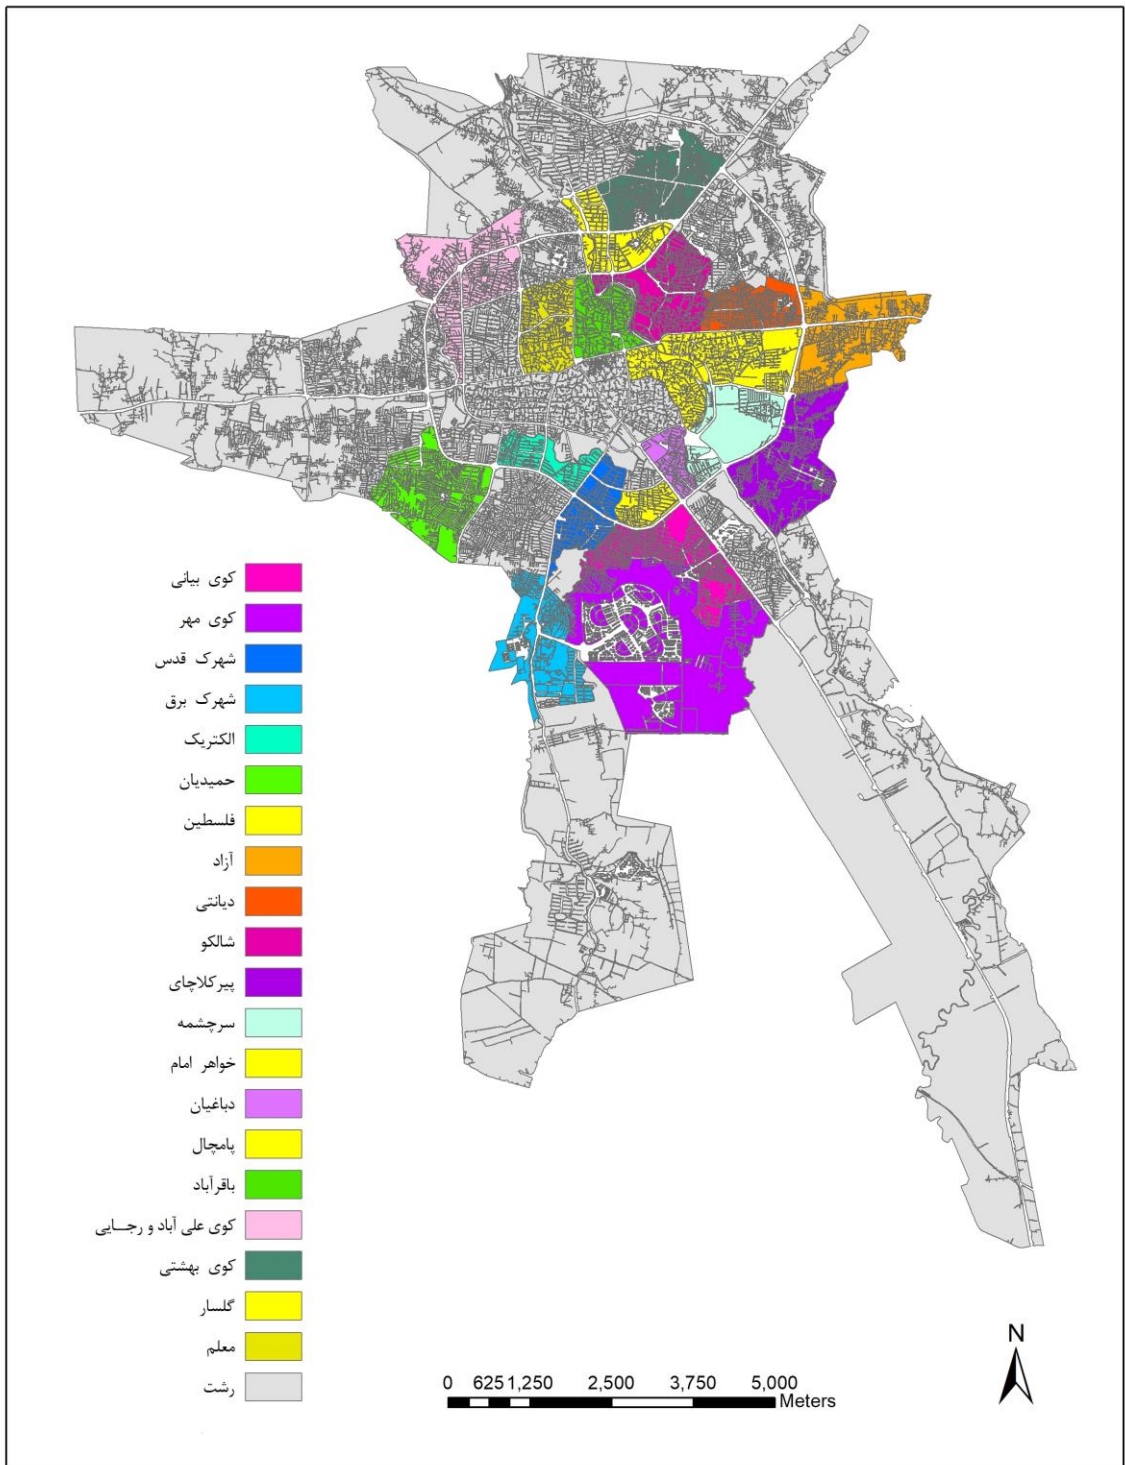 کوی بیانی
کوی مهر
شهرک قدس
شهرک برق
الکتریک
حمیدیان
فلسطین
آزاد
دیانتی
شالکو
پیرکلاچای
سرچشمه
خواهر امام
دباغیان
پامچال
باقرآباد
کوی علی آباد و رجــایی
کوی بهشتی
گلسار
معلم
رشت
N
0 625 1,250 2,500 3,750 5,000
Meters